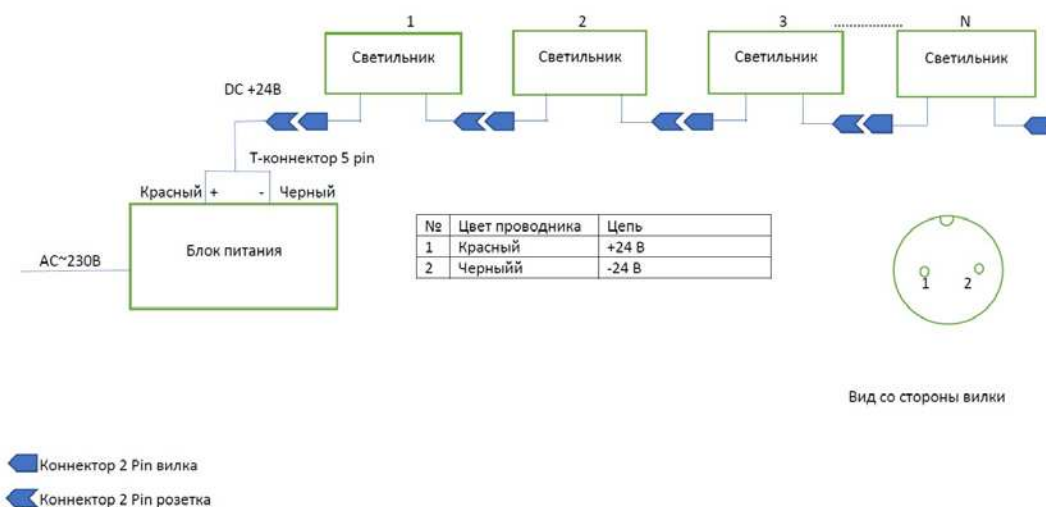 1 2 3 ................. N
Светильник Светильник Светильник Светильник
DC +24В
Т-коннектор 5 pin
Красный + - Черный
Блок питания
AC~230В
№ Цвет проводника Цепь
1 Красный +24 В
2 Черныйй -24 В
1 2
Вид со стороны вилки
Коннектор 2 Pin вилка
Коннектор 2 Pin розетка